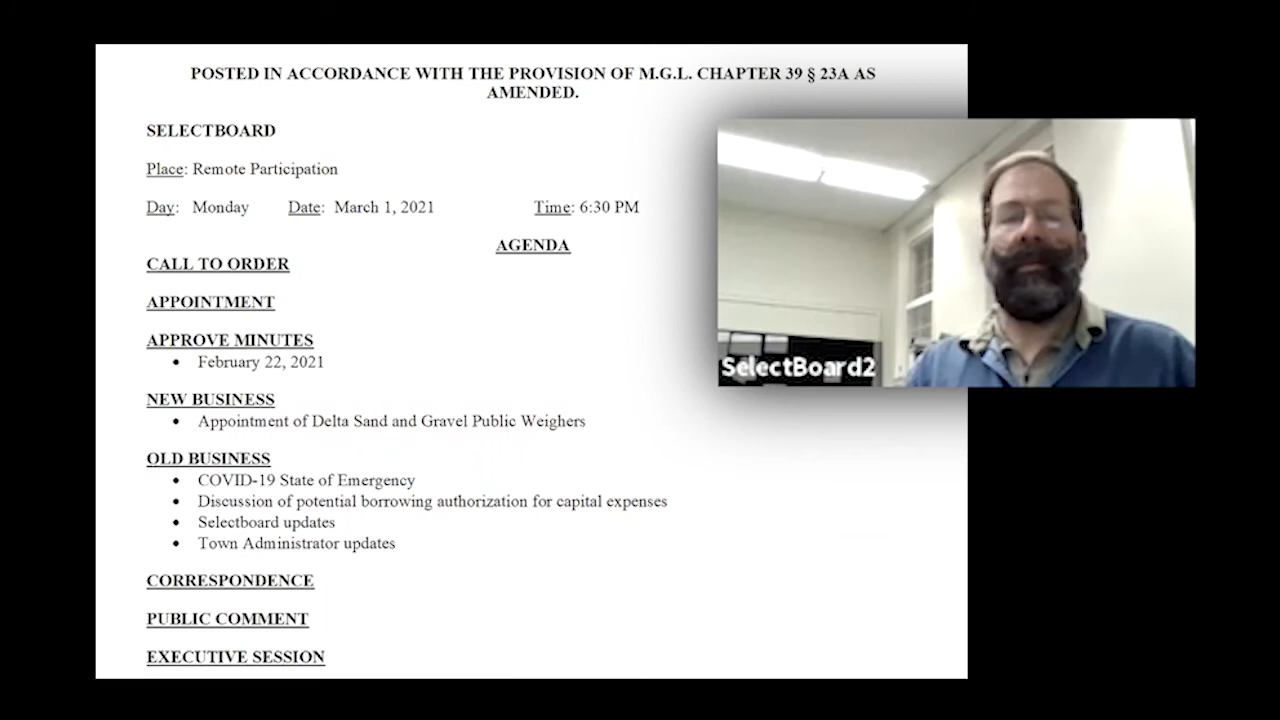 POSTED IN ACCORDANCE WITH THE PROVISION OF M.G.L. CHAPTER 39 § 23A AS
AMENDED.
SELECTBOARD
Place: Remote Participation
Day: Monday Date: March 1, 2021 Time: 6:30 PM
AGENDA
CALL TO ORDER
APPOINTMENT
APPROVE MINUTES
• February 22, 2021
NEW BUSINESS
• Appointment of Delta Sand and Gravel Public Weighers
OLD BUSINESS
• COVID-19 State of Emergency
• Discussion of potential borrowing authorization for capital expenses
• Selectboard updates
• Town Administrator updates
CORRESPONDENCE
PUBLIC COMMENT
EXECUTIVE SESSION
SelectBoard2